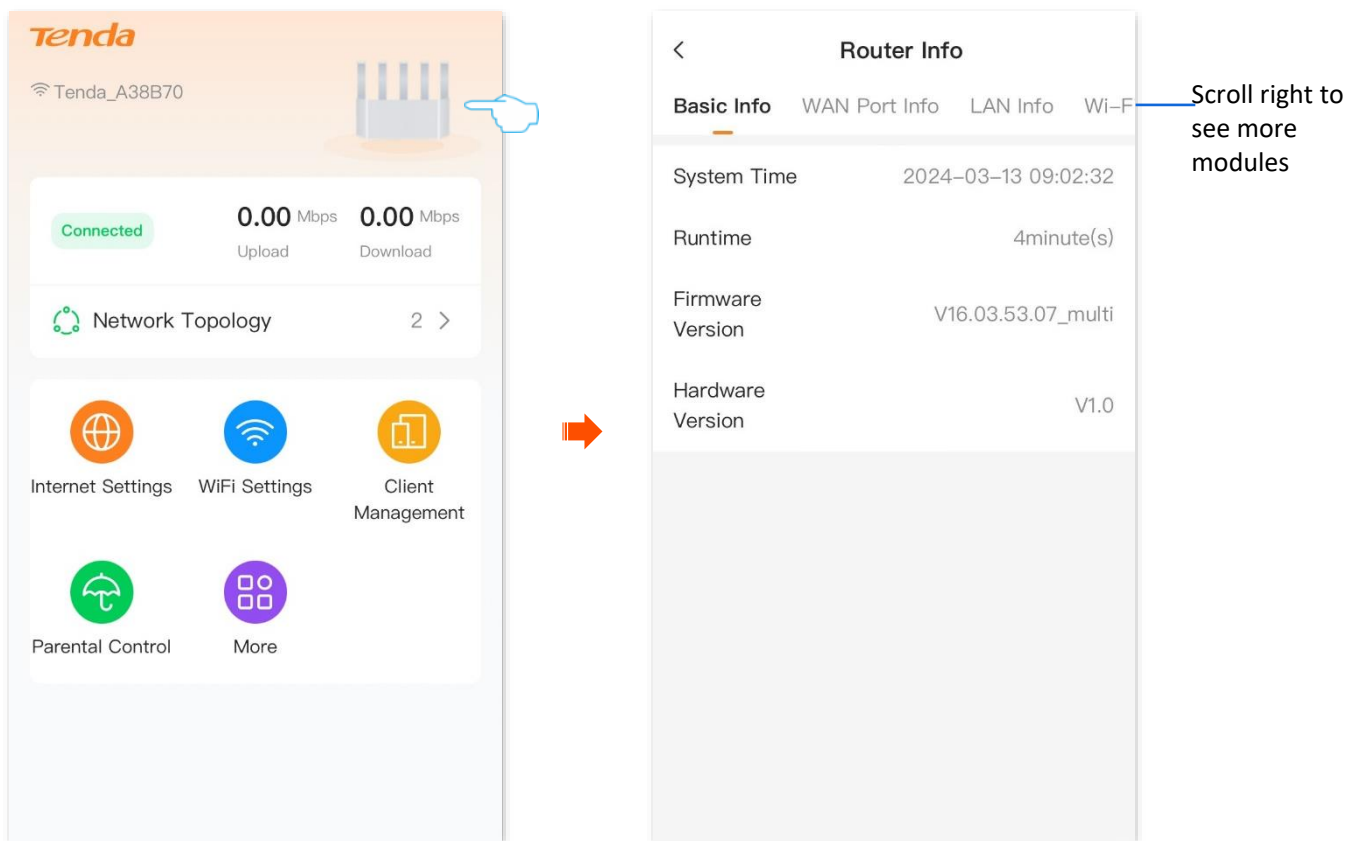 Tenda
Tenda_A38B70
Connected
0.00 Mbps 0.00 Mbps
Upload Download
Network Topology 2
Internet Settings WiFi Settings Client
Management
Parental Control More
Router Info
Basic Info WAN Port Info LAN Info Wi-F
System Time 2024-03-13 09:02:32
Runtime 4minute(s)
Firmware
Version V16.03.53.07_multi
Hardware
Version V1.0
Scroll right to
see more
modules